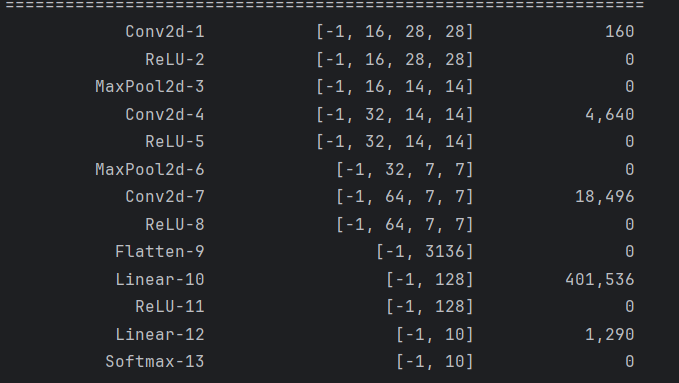 ================================================================
Conv2d-1 [-1, 16, 28, 28] 160
ReLU-2 [-1, 16, 28, 28] 0
MaxPool2d-3 [-1, 16, 14, 14] 0
Conv2d-4 [-1, 32, 14, 14] 4,640
ReLU-5 [-1, 32, 14, 14] 0
MaxPool2d-6 [-1, 32, 7, 7] 0
Conv2d-7 [-1, 64, 7, 7] 18,496
ReLU-8 [-1, 64, 7, 7] 0
Flatten-9 [-1, 3136] 0
Linear-10 [-1, 128] 401,536
ReLU-11 [-1, 128] 0
Linear-12 [-1, 10] 1,290
Softmax-13 [-1, 10] 0